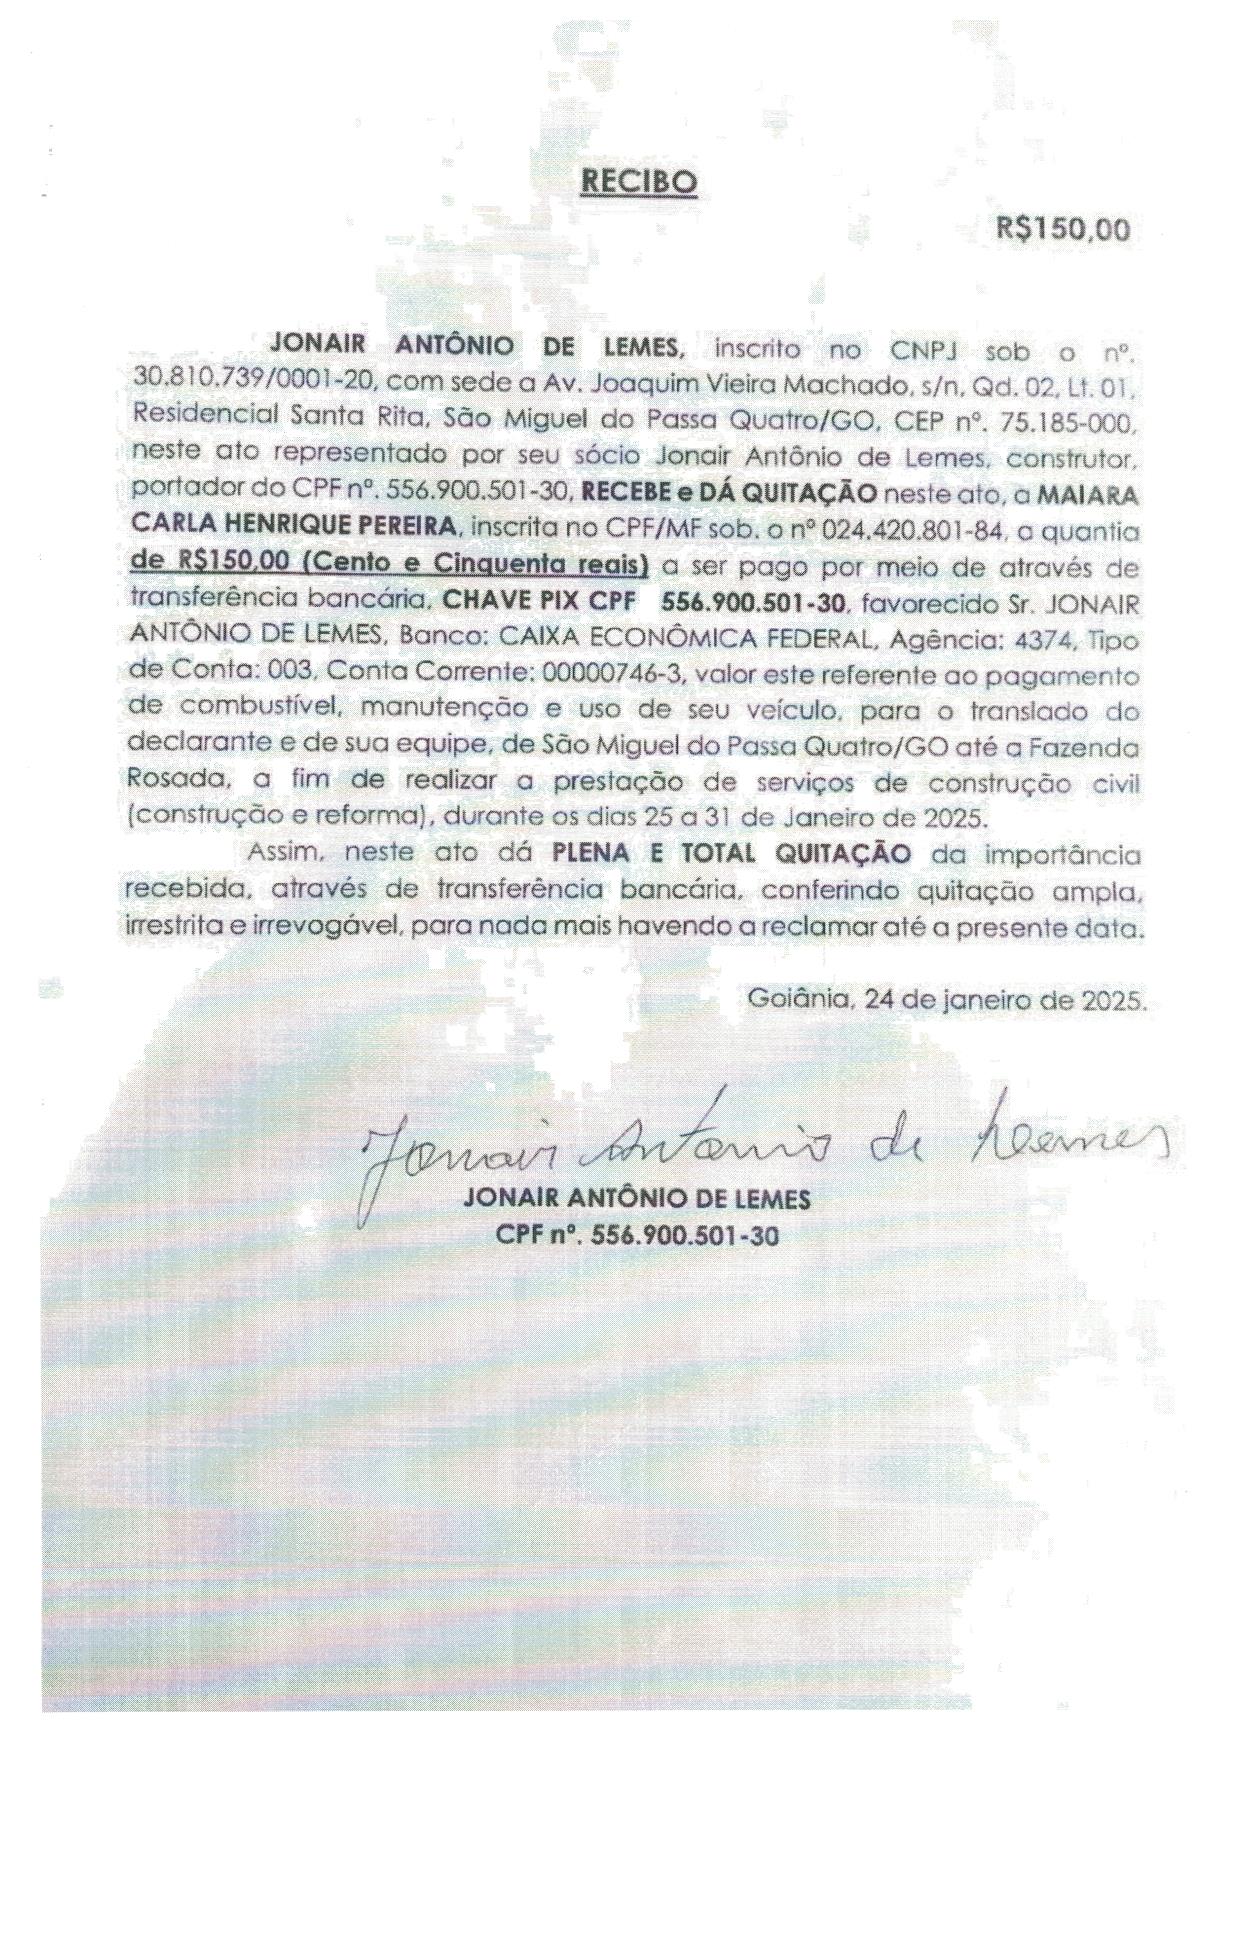 RECIBO
R$150,00
JONAIR ANTÔNIO DE LEMES, inscrito no CNPJ sob o nº.
30.810.739/0001-20, com sede a Av. Joaquim Vieira Machado, s/n, Qd. 02, Lt. 01,
Residencial Santa Rita, São Miguel do Passa Quatro/GO, CEP nº. 75.185-000,
neste ato representado por seu sócio Jonair Antônio de Lemes, construtor,
portador do CPF nº. 556.900.501-30, RECEBE e DÁ QUITAÇÃO neste ato, a MAIARA
CARLA HENRIQUE PEREIRA, inscrita no CPF/MF sob. o nº 024.420.801-84, a quantia
de R$150,00 (Cento e Cinquenta reais) a ser pago por meio de através de
transferência bancária, CHAVE PIX CPF 556.900.501-30, favorecido Sr. JONAIR
ANTÔNIO DE LEMES, Banco: CAIXA ECONÔMICA FEDERAL, Agência: 4374, Tipo
de Conta: 003, Conta Corrente: 00000746-3, valor este referente ao pagamento
de combustível, manutenção e uso de seu veículo, para o translado do
declarante e de sua equipe, de São Miguel do Passa Quatro/GO até a Fazenda
Rosada, a fim de realizar a prestação de serviços de construção civil
(construção e reforma), durante os dias 25 a 31 de Janeiro de 2025.
Assim, neste ato dá PLENA E TOTAL QUITAÇÃO da importância
recebida, através de transferência bancária, conferindo quitação ampla,
irrestrita e irrevogável, para nada mais havendo a reclamar até a presente data.
Goiânia, 24 de janeiro de 2025.
Jonair Antonio de Leemes
JONAIR ANTÔNIO DE LEMES
CPF nº. 556.900.501-30